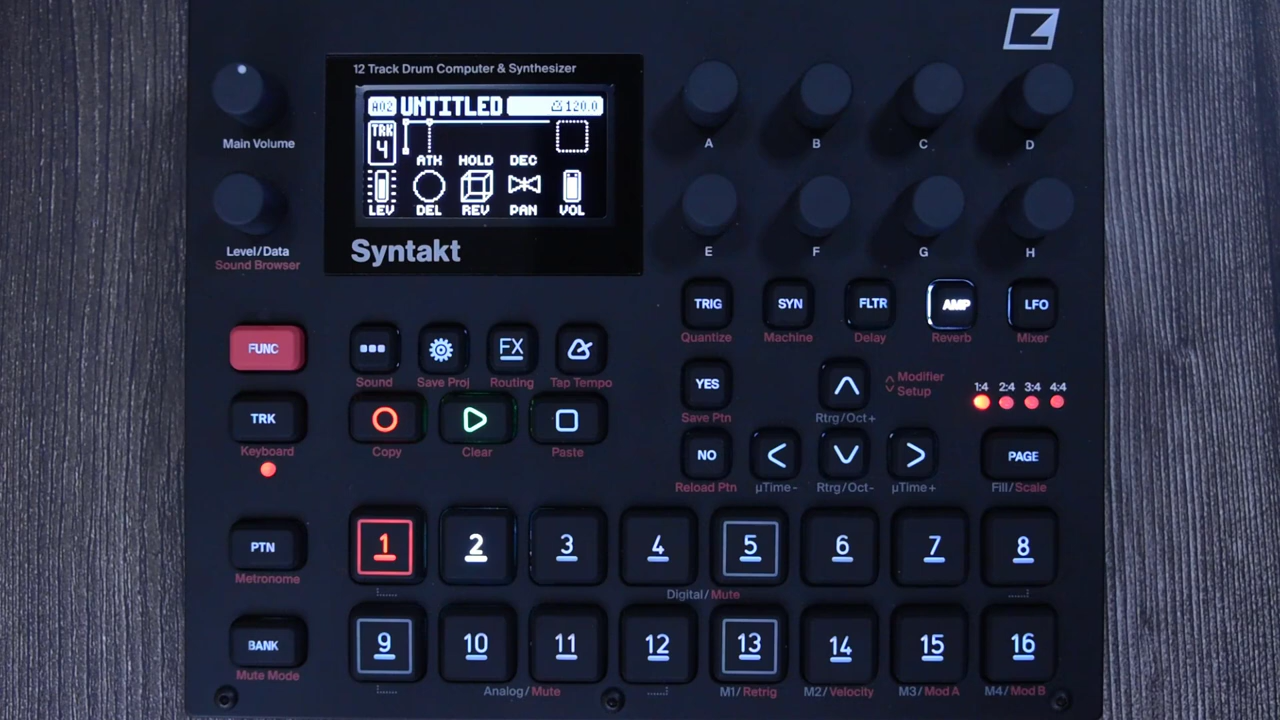 12 Track Drum Computer & Synthesizer
A02 UNTITLED 120.0
TRK
4
ATK HOLD DEC
LEV DEL REV PAN VOL
Syntakt
Main Volume
Level/Data
Sound Browser
A B C D
E F G H
TRIG SYN FLTR AMP LFO
Quantize Machine Delay Reverb Mixer
FUNC
FX
Sound Save Proj Routing Tap Tempo
YES
Save Ptn
Rtrg/Oct+
Modifier
Setup
1:4 2:4 3:4 4:4
TRK
Keyboard
Copy Clear Paste
NO
PAGE
Reload Ptn µTime- Rtrg/Oct- µTime+ Fill/Scale
PTN
Metronome
1 2 3 4 5 6 7 8
Digital/Mute
BANK
Mute Mode
9 10 11 12 13 14 15 16
Analog/Mute M1/Retrig M2/Velocity M3/Mod A M4/Mod B